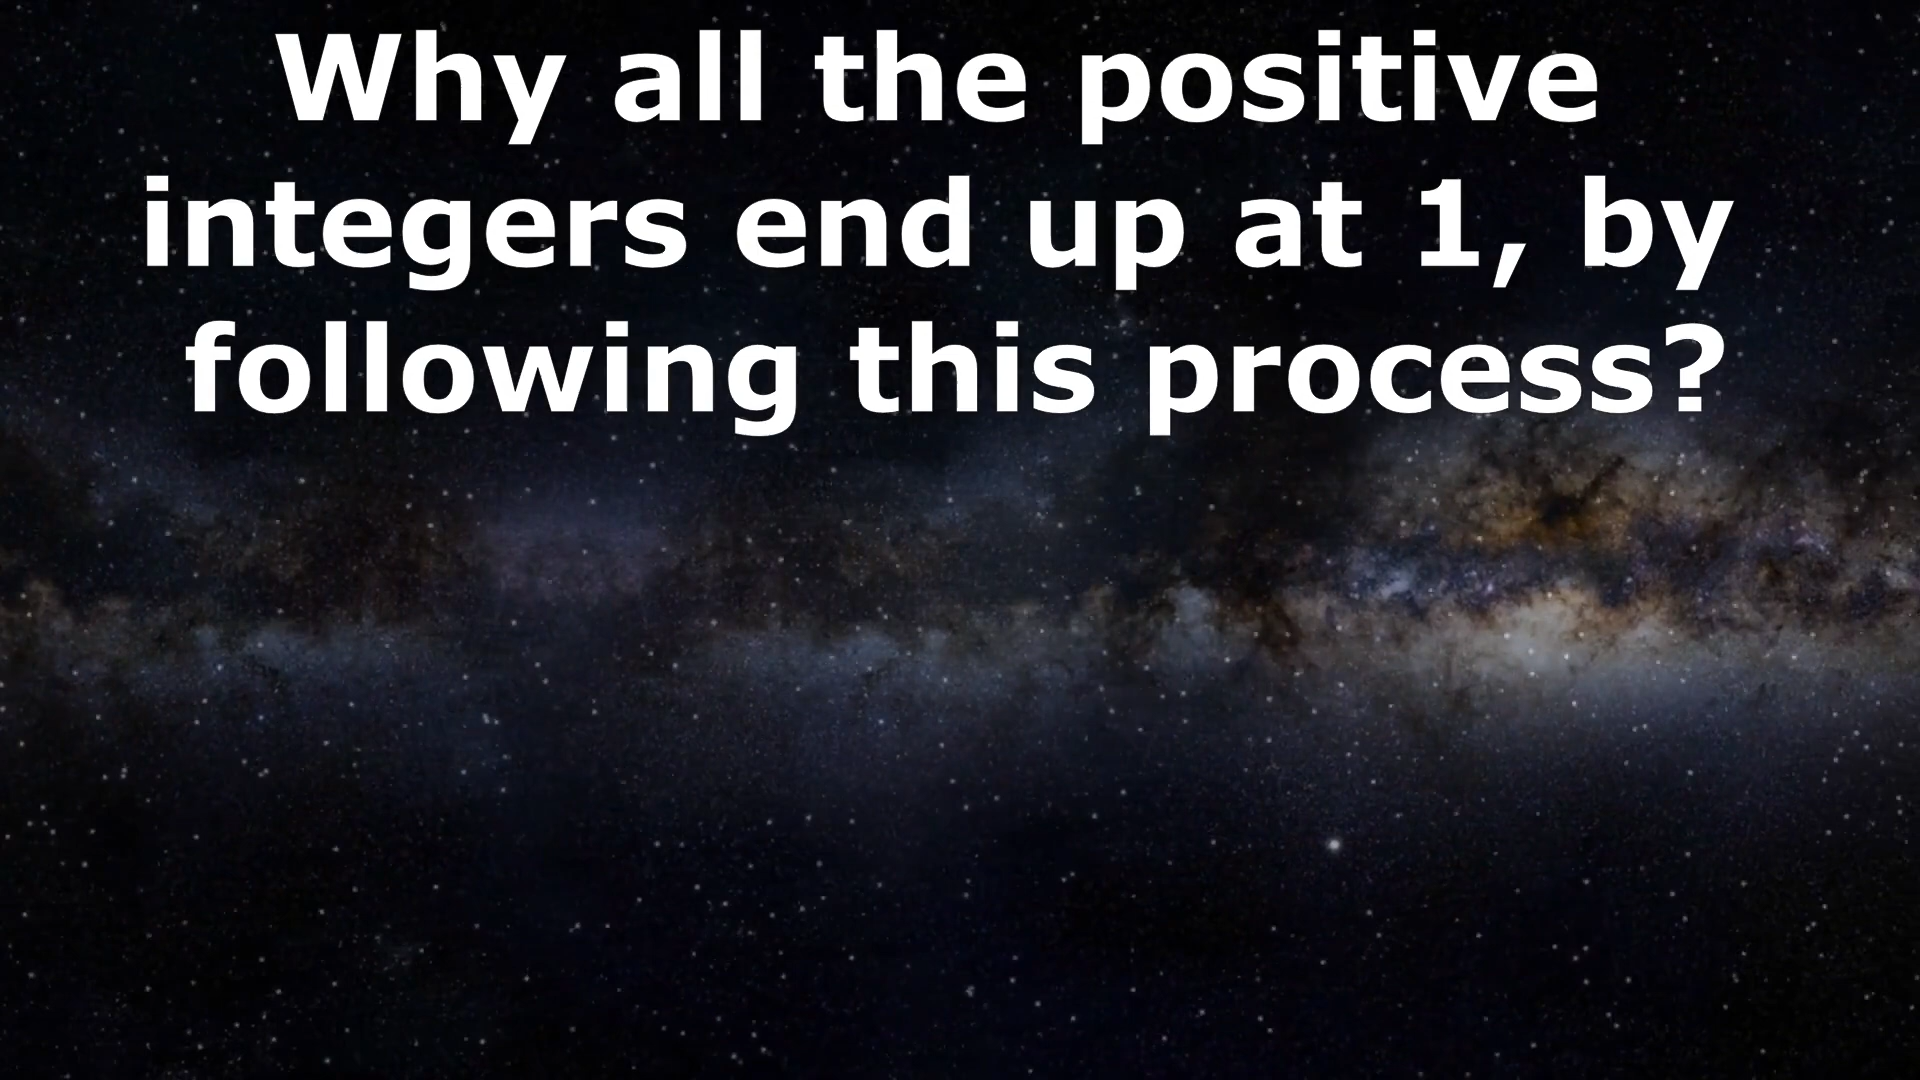 Why all the positive
integers end up at 1, by
following this process?